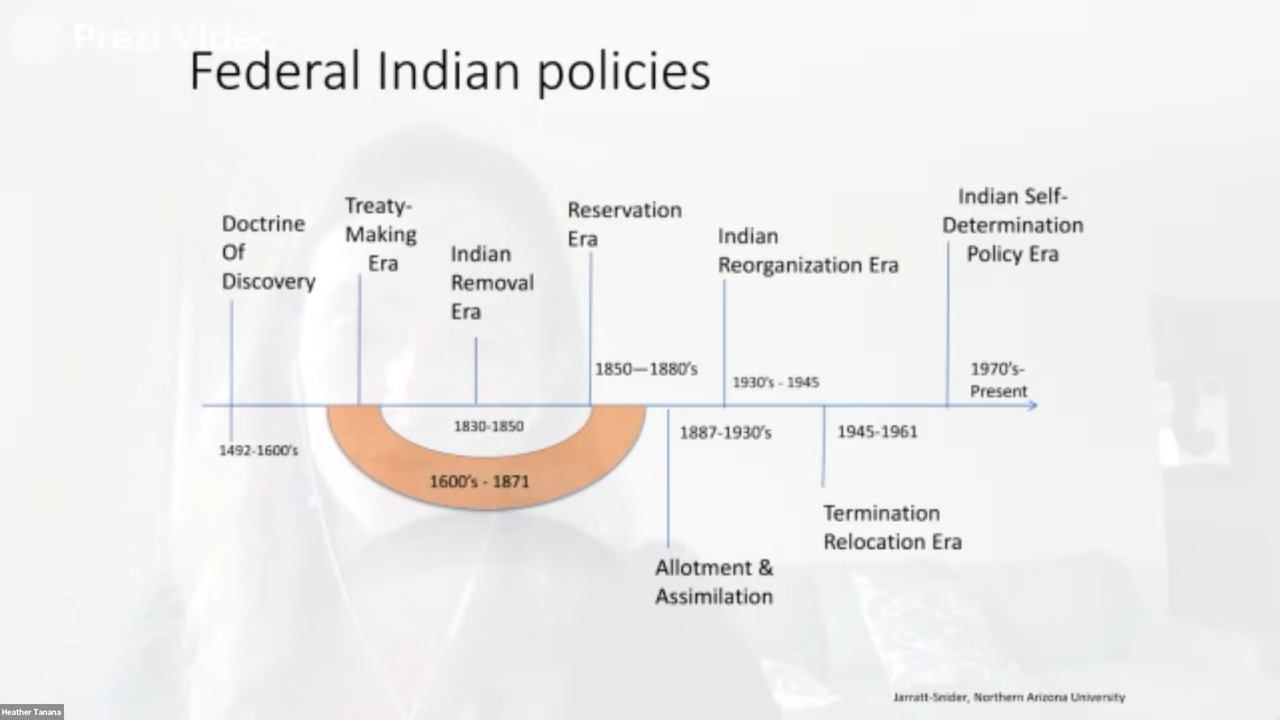 Prezi Video
Federal Indian policies
Doctrine
Of
Discovery
1492-1600's
Treaty-
Making
Era
1600's - 1871
Indian
Removal
Era
1830-1850
Reservation
Era
1850—1880's
Allotment &
Assimilation
1887-1930's
Indian
Reorganization Era
1930's - 1945
Termination
Relocation Era
1945-1961
Indian Self-
Determination
Policy Era
1970's-
Present
Jarratt-Snider, Northern Arizona University
Heather Tanana